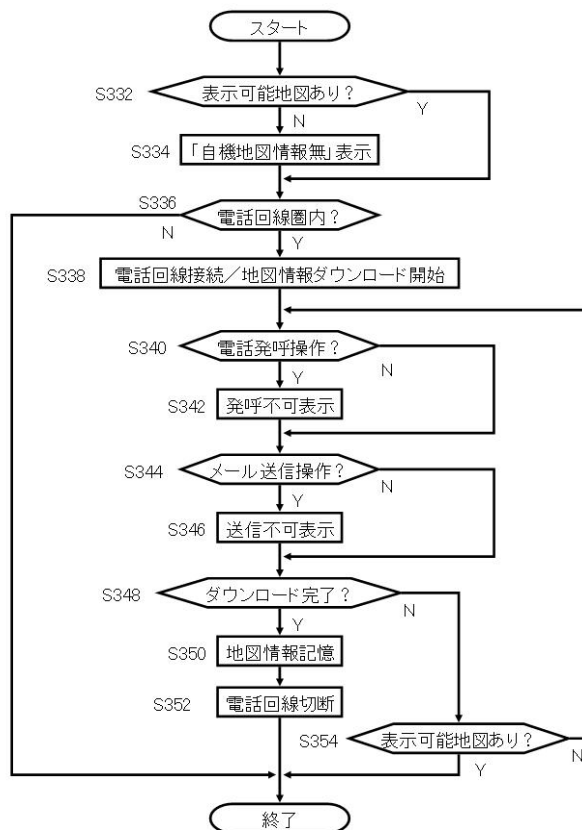 スタート
S332
表示可能地図あり？
Y
N
S334
「自機地図情報無」表示
S336
電話回線圏内？
N
Y
S338
電話回線接続／地図情報ダウンロード開始
S340
電話発呼操作？
N
Y
S342
発呼不可表示
S344
メール送信操作？
N
Y
S346
送信不可表示
S348
ダウンロード完了？
N
Y
S350
地図情報記憶
S352
電話回線切断
S354
表示可能地図あり？
N
Y
終了